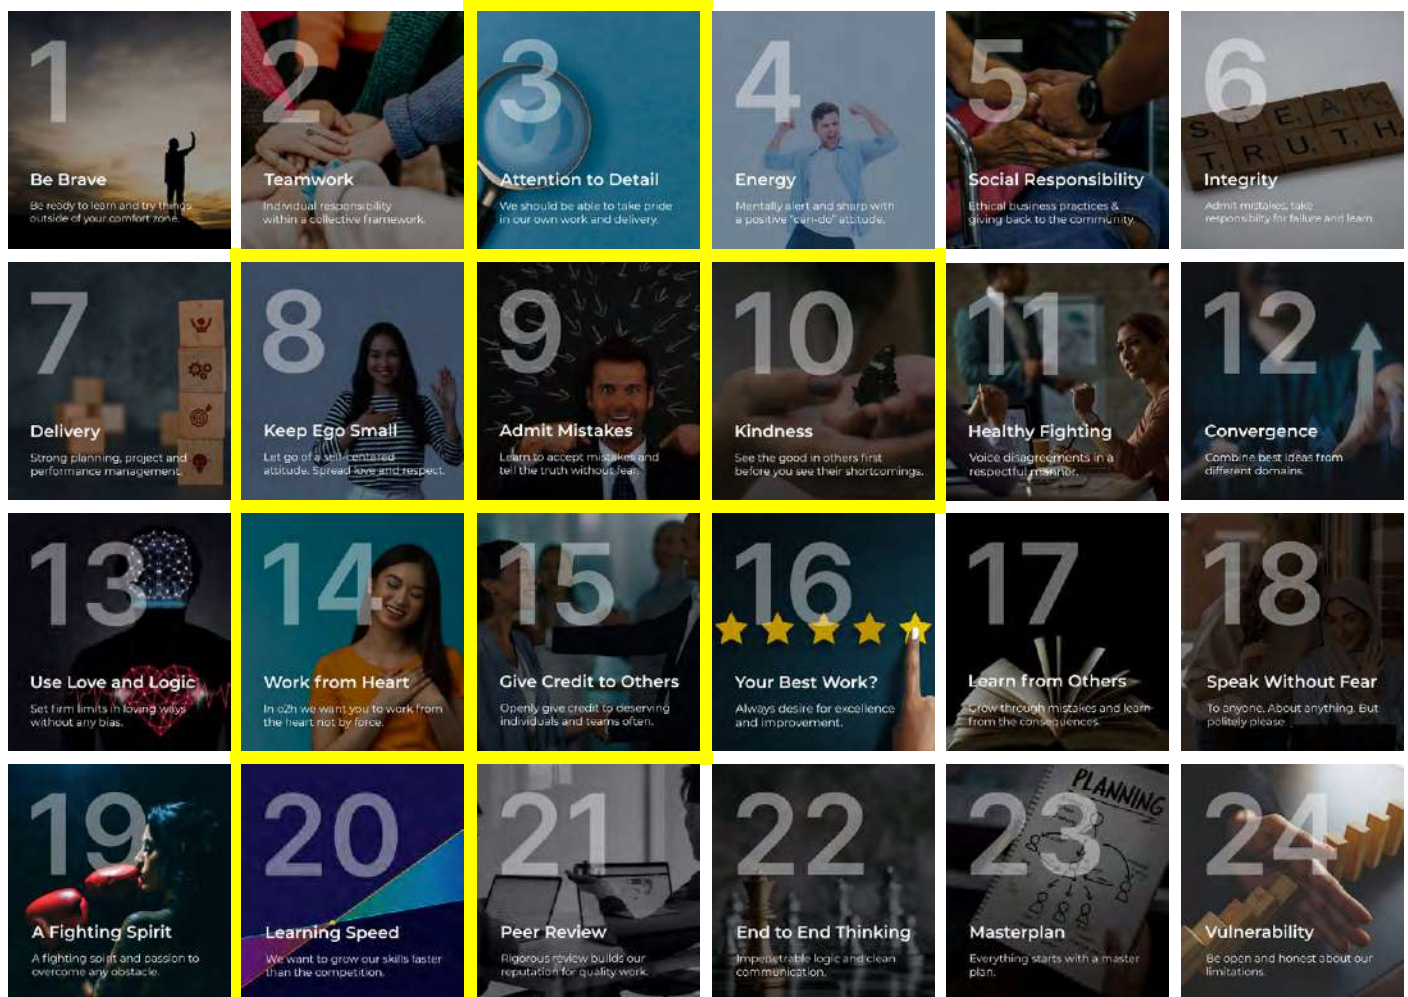 1
Be Brave
Be ready to learn and try things
outside of your comfort zone.
2
Teamwork
Individual responsibility
within a collective framework.
3
Attention to Detail
We should be able to take pride
in our own work and delivery.
4
Energy
Mentally alert and sharp with
a positive "can-do" attitude.
5
Social Responsibility
Ethical business practices &
giving back to the community.
6
SPEAK
TRUTH
Integrity
Admit mistakes, take
responsibilty for failure and learn.
7
Delivery
Strong planning, project and
performance management.
8
Keep Ego Small
Let go of a self-centered
attitude. Spread love and respect.
9
Admit Mistakes
Learn to accept mistakes and
tell the truth without fear.
10
Kindness
See the good in others first
before you see their shortcomings.
11
Healthy Fighting
Voice disagreements in a
respectful manner.
12
Convergence
Combine best ideas from
different domains.
13
Use Love and Logic
Set firm limits in loving ways
without any bias.
14
Work from Heart
In o2h we want you to work from
the heart not by force.
15
Give Credit to Others
Openly give credit to deserving
individuals and teams often.
16
Your Best Work?
Always desire for excellence
and improvement.
17
Learn from Others
Grow through mistakes and learn
from the consequences.
18
Speak Without Fear
To anyone. About anything. But
politely please.
19
A Fighting Spirit
A fighting spirit and passion to
overcome any obstacle.
20
Learning Speed
We want to grow our skills faster
than the competition.
21
Peer Review
Rigorous review builds our
reputation for quality work.
22
End to End Thinking
Impenetrable logic and clean
communication.
23
PLANNING
DO
DO
DO
DO
DO
Masterplan
Everything starts with a master
plan.
24
Vulnerability
Be open and honest about our
limitations.